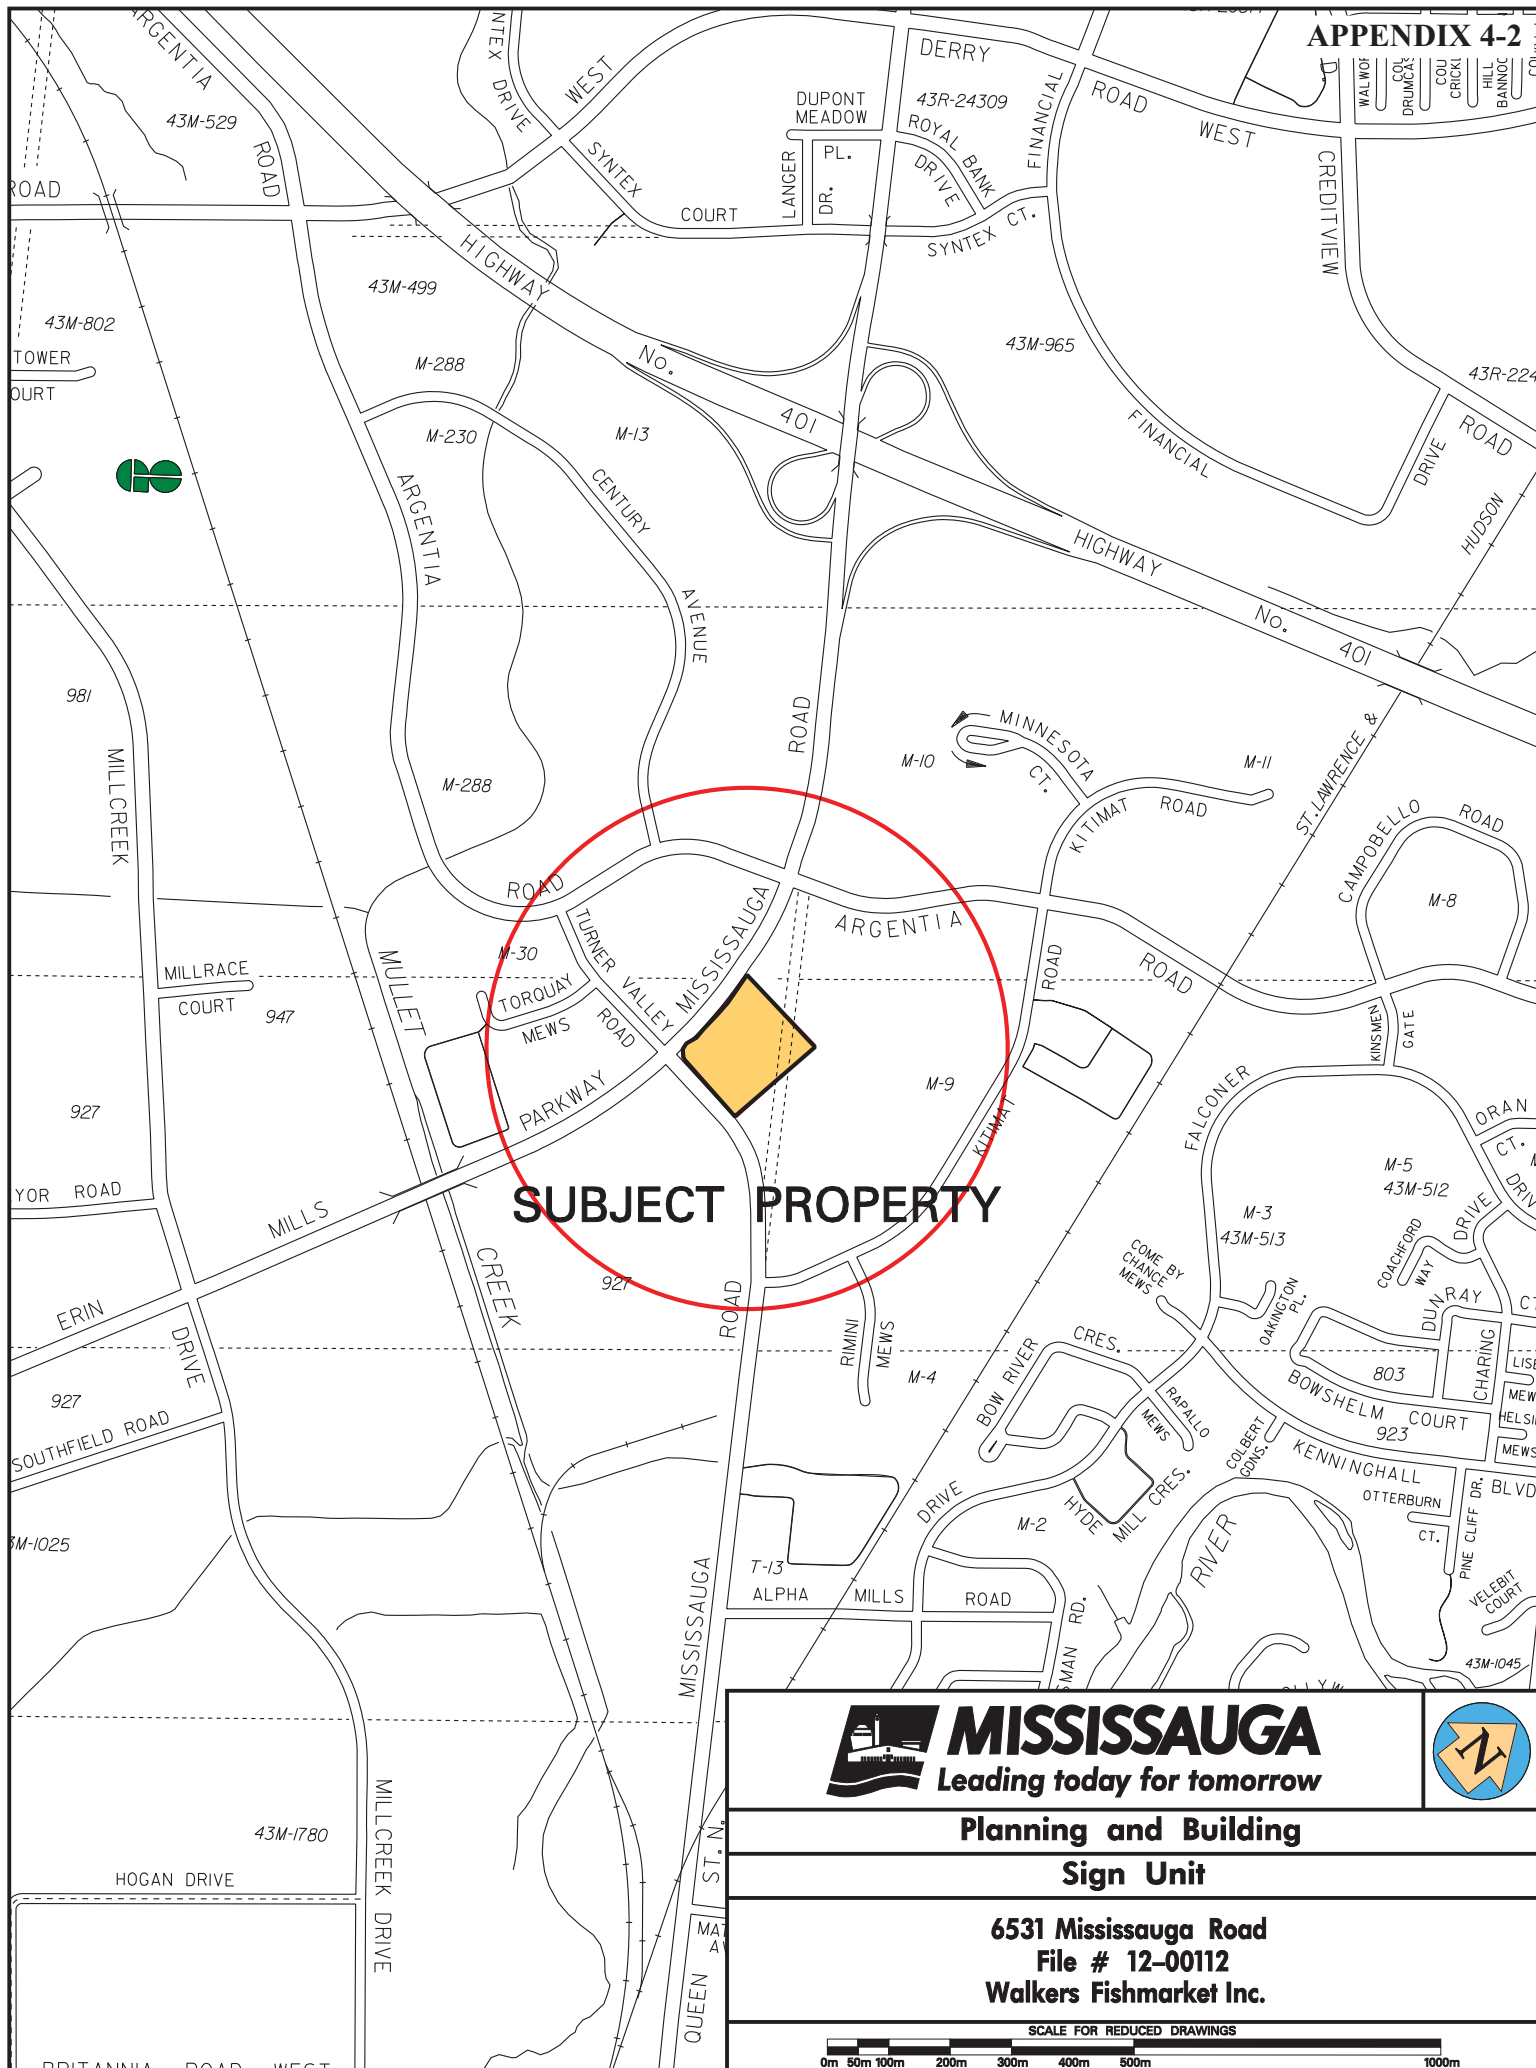 APPENDIX 4-2
ARGENTIA
ROAD
43M-529
ROAD
DRIVE
WEST
DERRY
ROAD
WEST
43R-24309
FINANCIAL
DUPONT
MEADOW
PL.
LANGER
DR.
ROYAL BANK
DRIVE
SYNTEX
COURT
SYNTEX CT.
CREDITVIEW
ROAD
HILL
43M-499
43M-802
TOWER
HIGHWAY
No.
401
43M-965
M-288
M-230
M-13
FINANCIAL
DRIVE
ARGENTIA
CENTURY
AVENUE
HUDSON
HIGHWAY
No.
401
981
MILLCREEK
ROAD
M-288
M-10
MINNESOTA
CT.
M-11
KITIMAT
ROAD
ST. LAWRENCE &
CAMPOBELLO
ROAD
M-8
ROAD
MISSISSAUGA
ARGENTIA
ROAD
ROAD
M-30
TURNER VALLEY
ROAD
TORQUAY
MEWS
MILLRACE
COURT
947
MULLET
CREEK
KINSMEN
GATE
M-9
KITIMAT
927
PARKWAY
FALCONER
ORAN
CT.
M-5
43M-512
ROAD
MILLS
ERIN
SUBJECT PROPERTY
M-3
43M-513
COACHFORD
WAY
DRIVE
COME BY
CHANCE
MEWS
OAKINGTON
PL.
DUNRAY
927
ROAD
RIMINI
MEWS
M-4
BOW RIVER
CRES.
RAPALLO
MEWS
803
BOWSHELM COURT
923
CHARING
COLBERT
GDNS.
KENNINGHALL
BLVD
OTTERBURN
CT.
PINE CLIFF DR.
DRIVE
927
SOUTHFIELD ROAD
DRIVE
HYDE
MILL
CRES.
M-2
RIVER
VELEBIT
COURT
43M-1045
T-13
ALPHA MILLS ROAD
MISSISSAUGA
RD.
43M-1780
HOGAN DRIVE
MILLCREEK DRIVE
ST. N.
QUEEN
BRITANNIA ROAD WEST
MISSISSAUGA
Leading today for tomorrow
N
Planning and Building
Sign Unit
6531 Mississauga Road
File # 12-00112
Walkers Fishmarket Inc.
SCALE FOR REDUCED DRAWINGS
0m 50m 100m 200m 300m 400m 500m 1000m